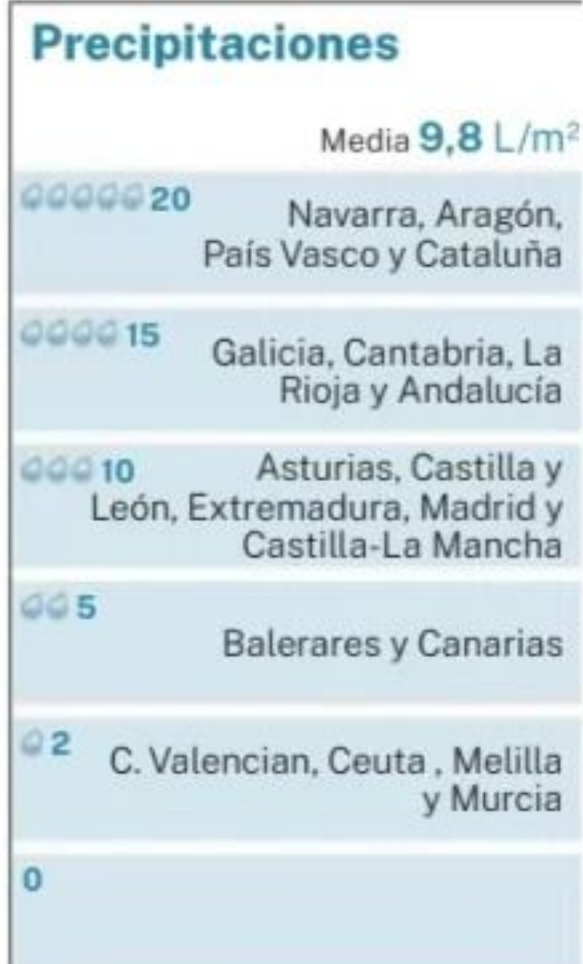 Precipitaciones
Media 9,8 L/m²
20
Navarra, Aragón,
País Vasco y Cataluña
15
Galicia, Cantabria, La
Rioja y Andalucía
10
Asturias, Castilla y
León, Extremadura, Madrid y
Castilla-La Mancha
5
Balerares y Canarias
2
C. Valencian, Ceuta , Melilla
y Murcia
0